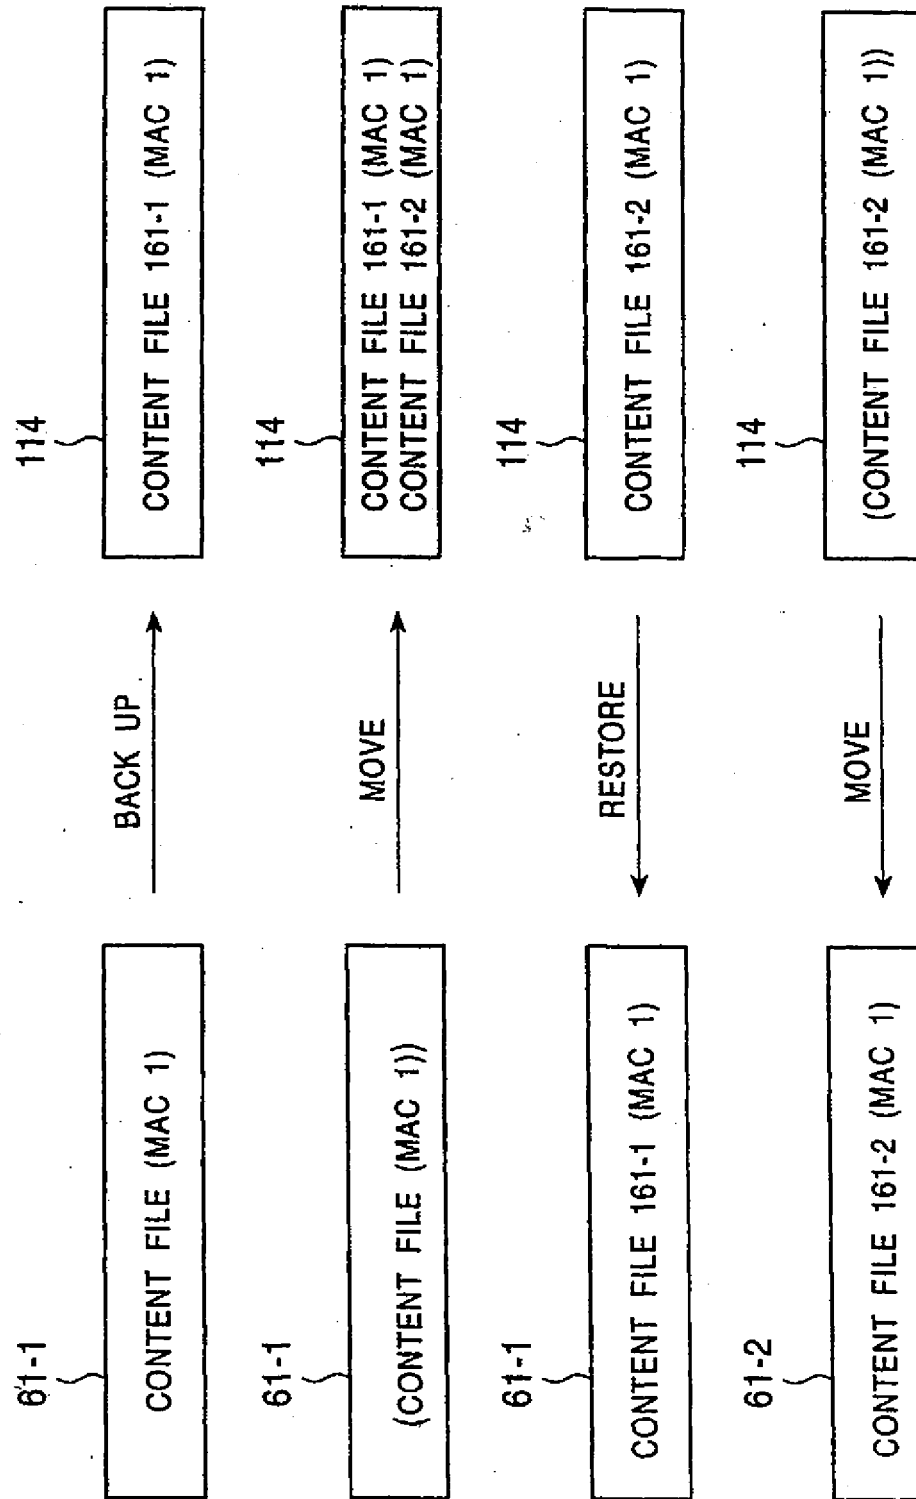 61-1
114
BACK UP
CONTENT FILE (MAC 1)
CONTENT FILE 161-1 (MAC 1)
61-1
114
MOVE
(CONTENT FILE (MAC 1))
CONTENT FILE 161-1 (MAC 1)
CONTENT FILE 161-2 (MAC 1)
61-1
114
RESTORE
CONTENT FILE 161-1 (MAC 1)
CONTENT FILE 161-2 (MAC 1)
61-2
114
MOVE
CONTENT FILE 161-2 (MAC 1)
(CONTENT FILE 161-2 (MAC 1))